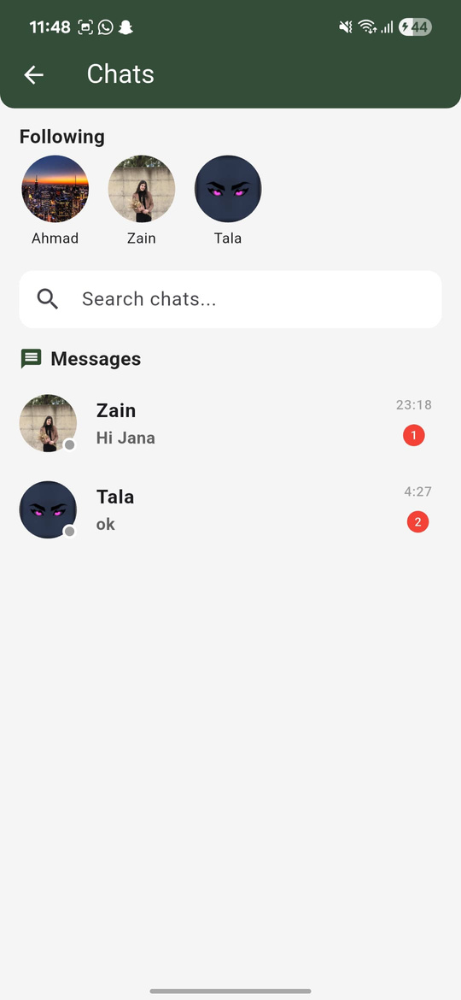 11:48
44
Chats
Following
Ahmad
Zain
Tala
Search chats...
Messages
Zain
23:18
Hi Jana
1
Tala
4:27
ok
2